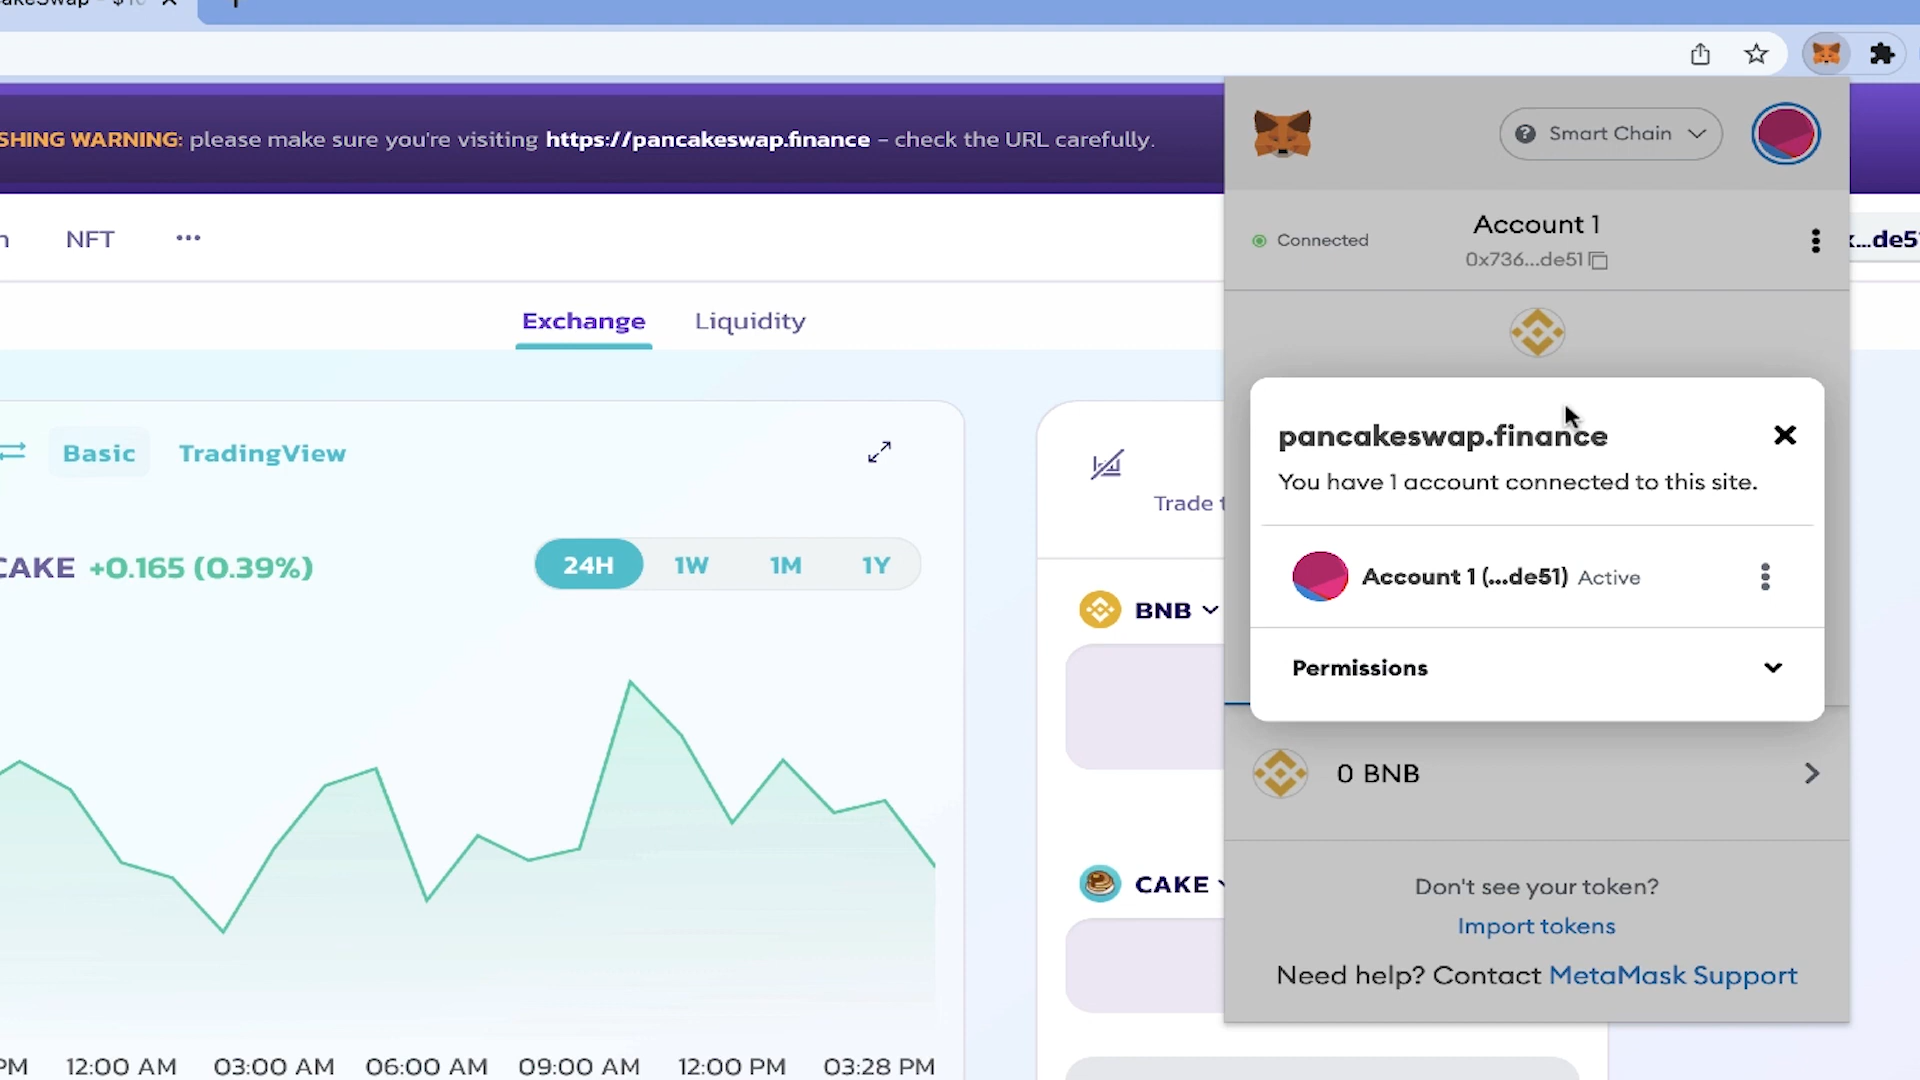 SHING WARNING: please make sure you're visiting https://pancakeswap.finance – check the URL carefully.
Smart Chain
NFT
...
Connected
Account 1
0x736...de51
...de5
Exchange
Liquidity
Basic
TradingView
pancakeswap.finance
You have 1 account connected to this site.
Trade
CAKE +0.165 (0.39%)
24H
1W
1M
1Y
Account 1 (...de51) Active
BNB
Permissions
0 BNB
CAKE
Don't see your token?
Import tokens
Need help? Contact MetaMask Support
PM
12:00 AM
03:00 AM
06:00 AM
09:00 AM
12:00 PM
03:28 PM